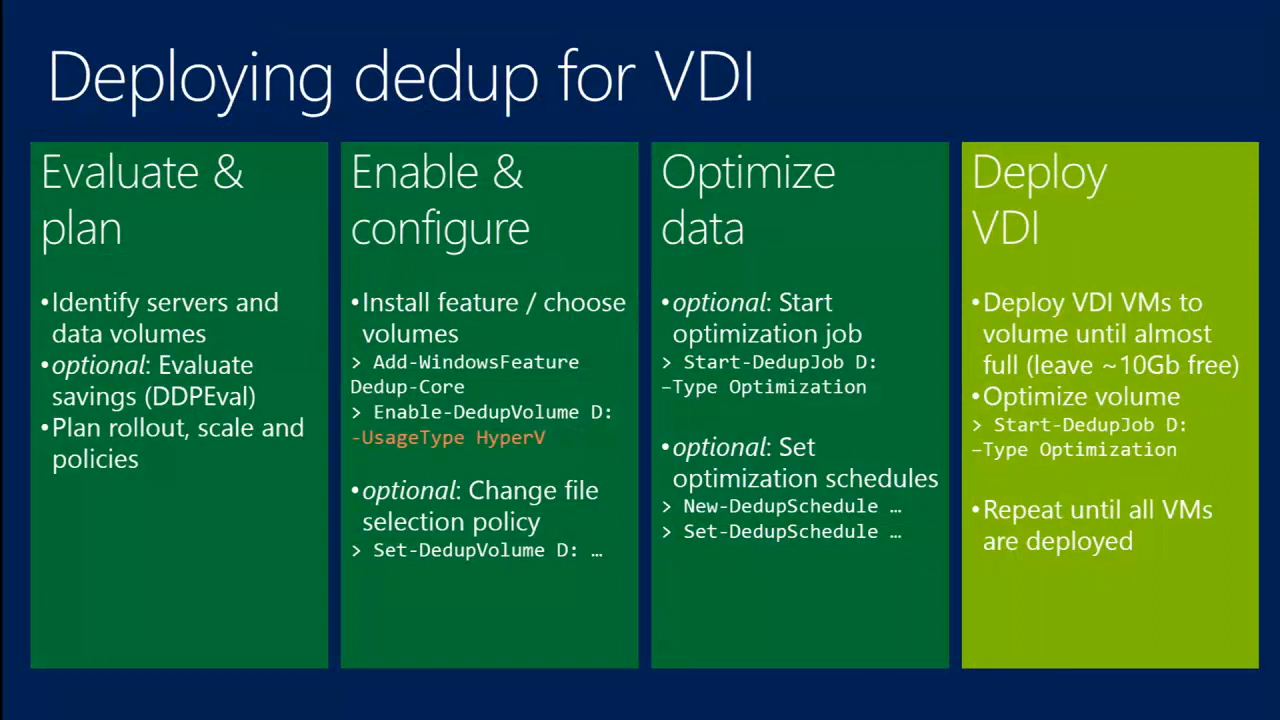 Deploying dedup for VDI
Evaluate &
plan
•Identify servers and
data volumes
•optional: Evaluate
savings (DDPEval)
•Plan rollout, scale and
policies
Enable &
configure
•Install feature / choose
volumes
> Add-WindowsFeature
Dedup-Core
> Enable-DedupVolume D:
-UsageType HyperV
•optional: Change file
selection policy
> Set-DedupVolume D: …
Optimize
data
•optional: Start
optimization job
> Start-DedupJob D:
–Type Optimization
•optional: Set
optimization schedules
> New-DedupSchedule …
> Set-DedupSchedule …
Deploy
VDI
•Deploy VDI VMs to
volume until almost
full (leave ~10Gb free)
•Optimize volume
> Start-DedupJob D:
–Type Optimization
•Repeat until all VMs
are deployed